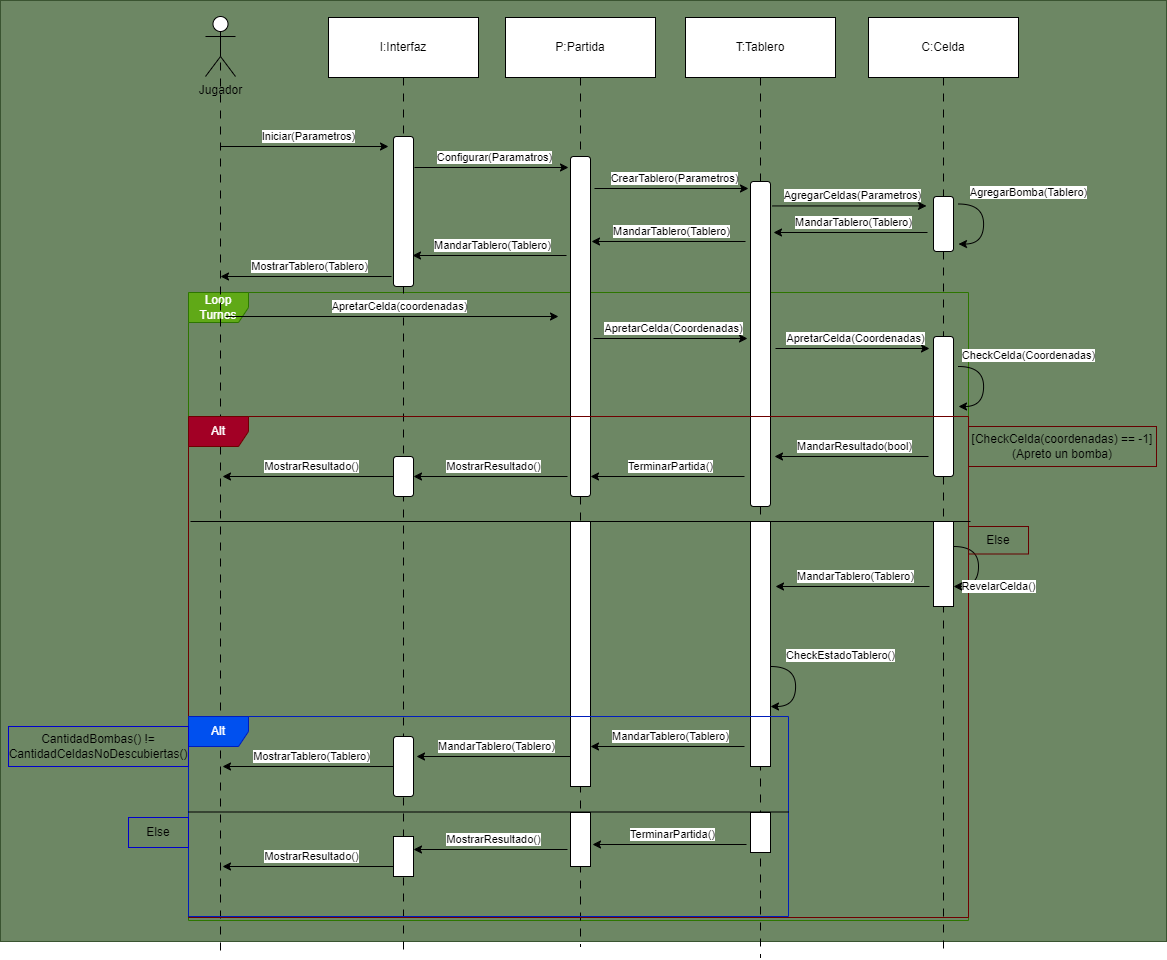 Jugador
I:Interfaz
P:Partida
T:Tablero
C:Celda
Iniciar(Parametros)
Configurar(Paramatros)
CrearTablero(Parametros)
AgregarCeldas(Parametros)
AgregarBomba(Tablero)
MandarTablero(Tablero)
MandarTablero(Tablero)
MandarTablero(Tablero)
MostrarTablero(Tablero)
Loop
Turnos
ApretarCelda(coordenadas)
ApretarCelda(Coordenadas)
ApretarCelda(Coordenadas)
CheckCelda(Coordenadas)
Alt
[CheckCelda(coordenadas) == -1]
(Apreto un bomba)
MandarResultado(bool)
TerminarPartida()
MostrarResultado()
MostrarResultado()
Else
RevelarCelda()
MandarTablero(Tablero)
CheckEstadoTablero()
Alt
CantidadBombas() !=
CantidadCeldasNoDescubiertas()
MandarTablero(Tablero)
MandarTablero(Tablero)
MostrarTablero(Tablero)
Else
TerminarPartida()
MostrarResultado()
MostrarResultado()